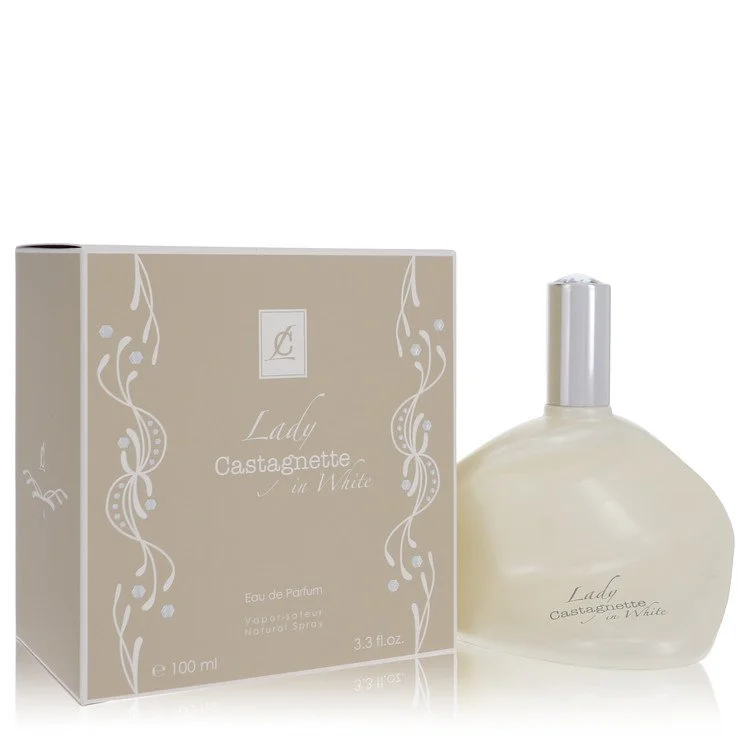 LC
Lady
Castagnette
in White
Eau de Parfum
Vaporisateur
Natural Spray
℮ 100 ml
3.3 fl.oz.
Lady
Castagnette
in White